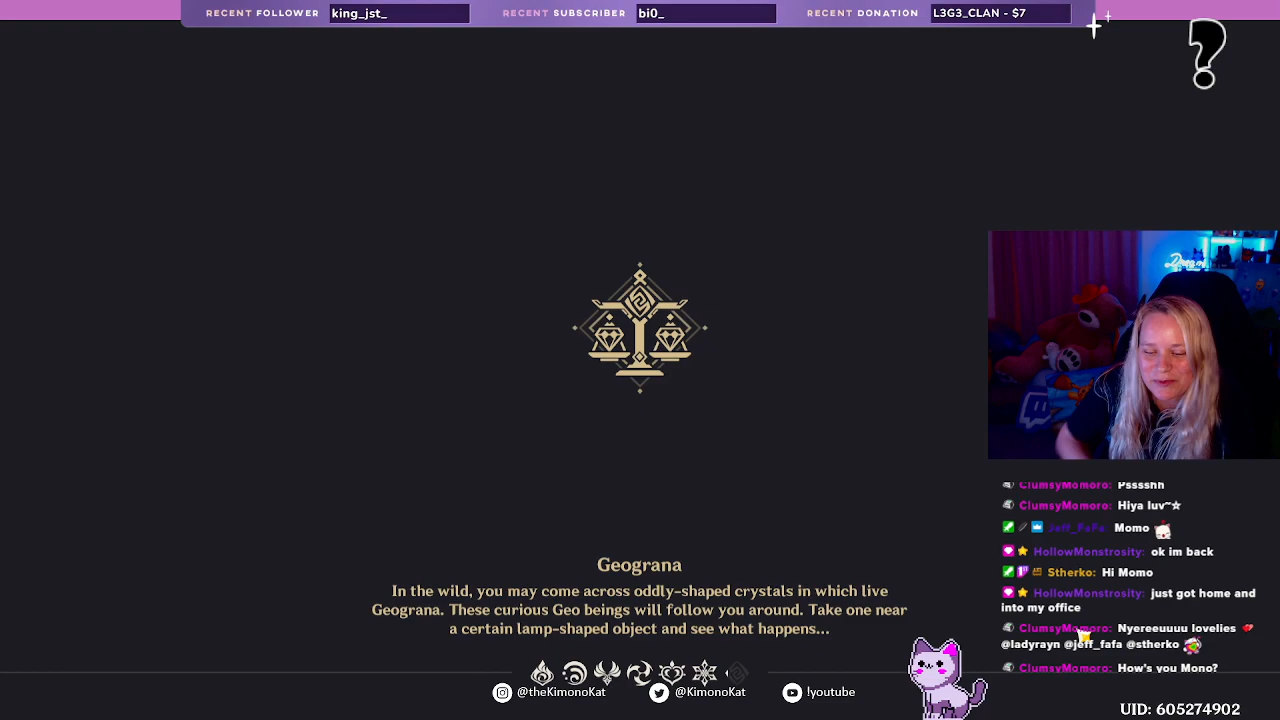 RECENT FOLLOWER king_jst_ RECENT SUBSCRIBER bi0_ RECENT DONATION L3G3_CLAN - $7
?
Dream
ClumsyMomoro: Psssshh
ClumsyMomoro: Hiya luv~☆
Jeff_FaFa Momo
HollowMonstrosity: ok im back
Stherko: Hi Momo
HollowMonstrosity: just got home and
into my office
ClumsyMomoro: Nyereeuuuu lovelies
@ladyrayn @jeff_fafa @stherko
ClumsyMomoro: How's you Mono?
Geograna
In the wild, you may come across oddly-shaped crystals in which live
Geograna. These curious Geo beings will follow you around. Take one near
a certain lamp-shaped object and see what happens...
@theKimonoKat @KimonoKat !youtube
UID: 605274902